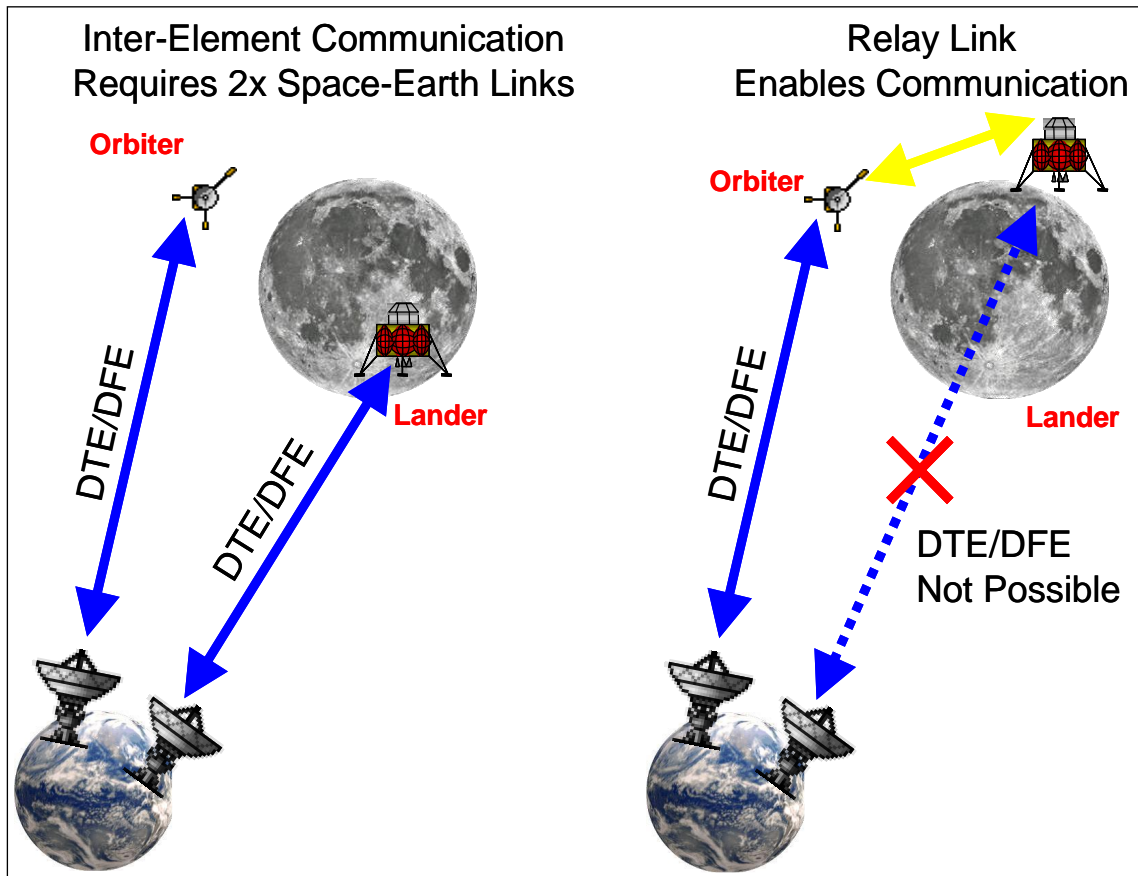 Inter-Element Communication
Requires 2x Space-Earth Links
Orbiter
DTE/DFE
DTE/DFE
Lander
Relay Link
Enables Communication
Orbiter
DTE/DFE
Lander
DTE/DFE
Not Possible